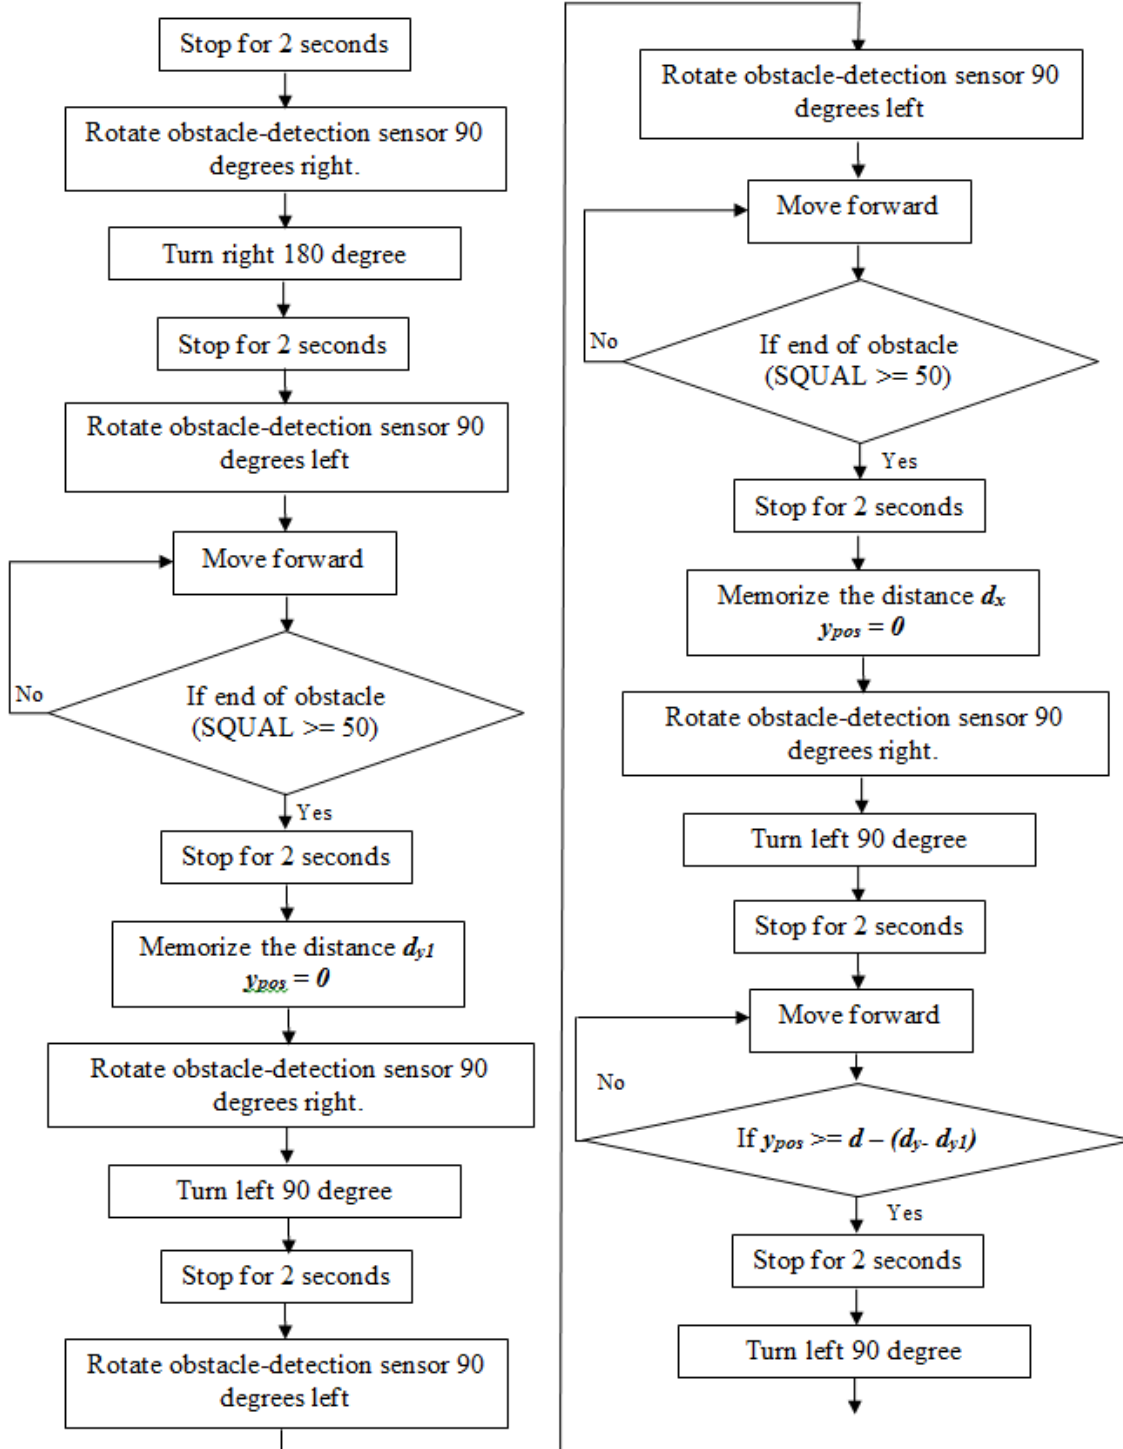 Stop for 2 seconds
Rotate obstacle-detection sensor 90
degrees right.
Turn right 180 degree
Stop for 2 seconds
Rotate obstacle-detection sensor 90
degrees left
Move forward
No
If end of obstacle
(SQUAL >= 50)
Yes
Stop for 2 seconds
Memorize the distance dy1
ypos = 0
Rotate obstacle-detection sensor 90
degrees right.
Turn left 90 degree
Stop for 2 seconds
Rotate obstacle-detection sensor 90
degrees left
Rotate obstacle-detection sensor 90
degrees left
Move forward
No
If end of obstacle
(SQUAL >= 50)
Yes
Stop for 2 seconds
Memorize the distance dx
ypos = 0
Rotate obstacle-detection sensor 90
degrees right.
Turn left 90 degree
Stop for 2 seconds
Move forward
No
If ypos >= d – (dy- dy1)
Yes
Stop for 2 seconds
Turn left 90 degree